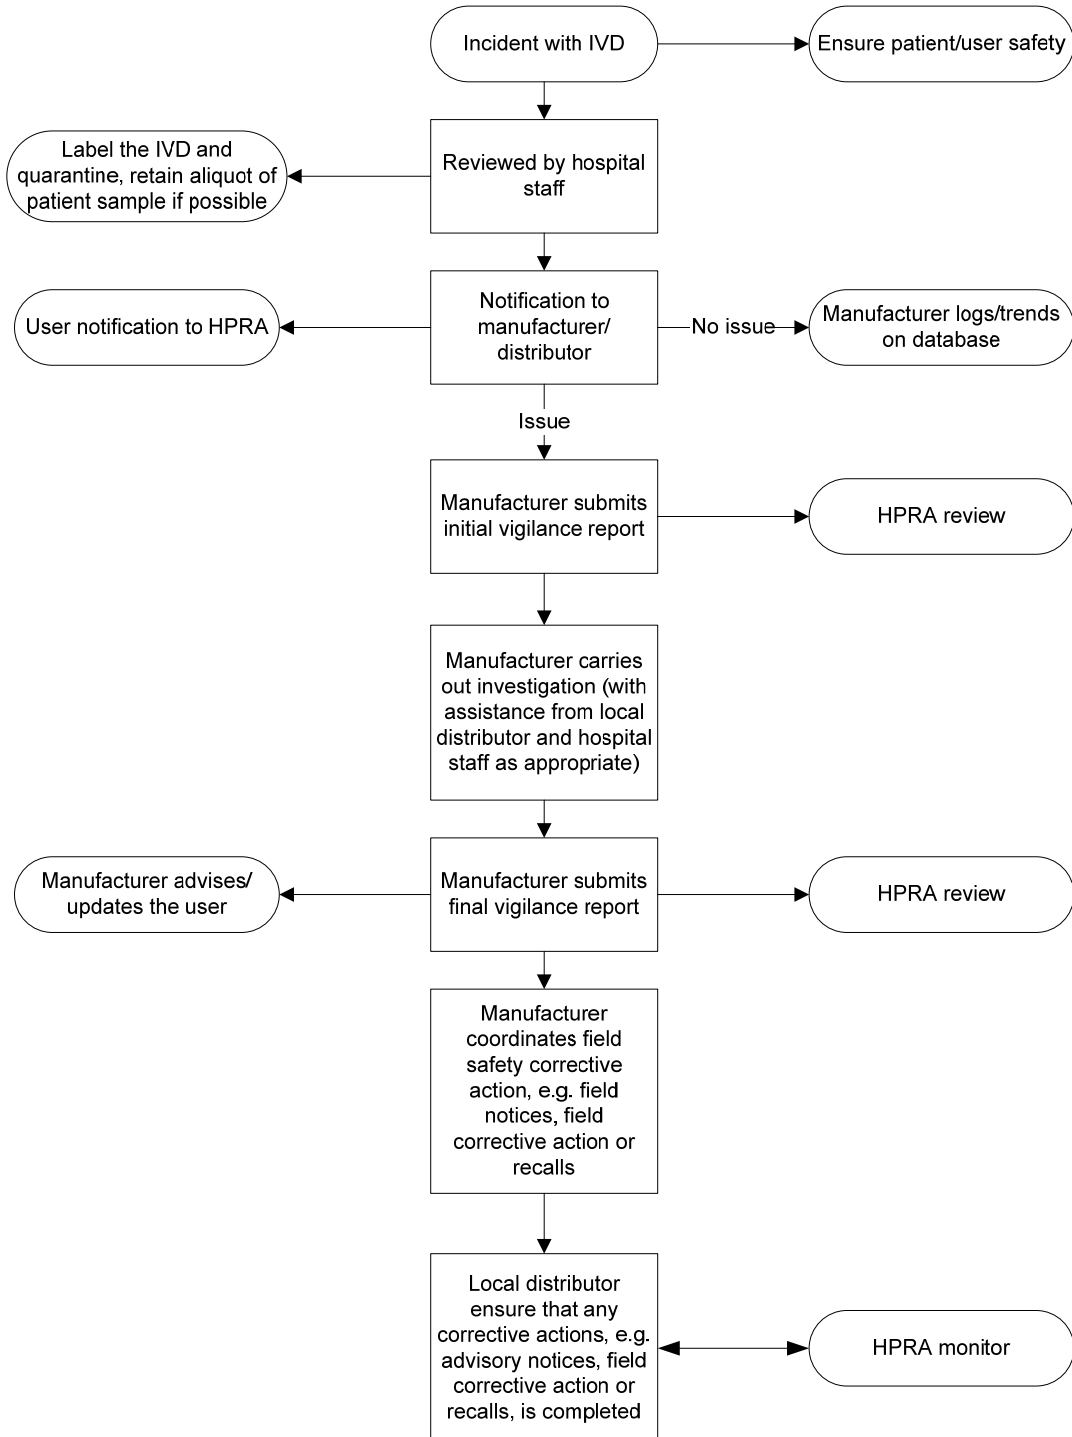 Incident with IVD
Ensure patient/user safety
Label the IVD and
quarantine, retain aliquot of
patient sample if possible
Reviewed by hospital
staff
User notification to HPRA
Notification to
manufacturer/
distributor
No issue
Manufacturer logs/trends
on database
Issue
Manufacturer submits
initial vigilance report
HPRA review
Manufacturer carries
out investigation (with
assistance from local
distributor and hospital
staff as appropriate)
Manufacturer advises/
updates the user
Manufacturer submits
final vigilance report
HPRA review
Manufacturer
coordinates field
safety corrective
action, e.g. field
notices, field
corrective action or
recalls
Local distributor
ensure that any
corrective actions, e.g.
advisory notices, field
corrective action or
recalls, is completed
HPRA monitor